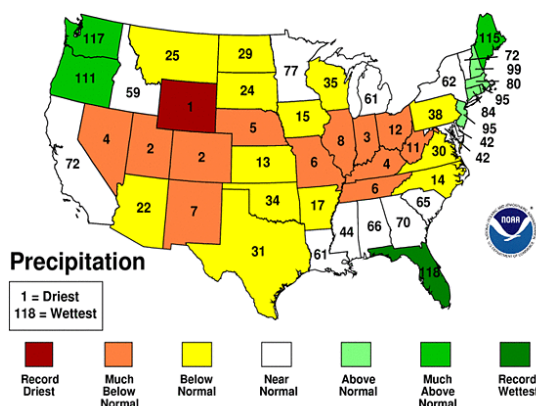 117
111
25
29
77
115
72
99
80
95
84
95
42
42
59
1
24
35
61
62
72
4
2
2
5
15
8
3
12
38
11
30
13
6
4
14
22
7
34
17
6
65
31
61
44
66
70
118
NOAA
Precipitation
1 = Driest
118 = Wettest
Record
Driest
Much
Below
Normal
Below
Normal
Near
Normal
Above
Normal
Much
Above
Normal
Record
Wettest